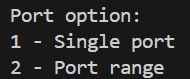 Port option:
1 - Single port
2 - Port range